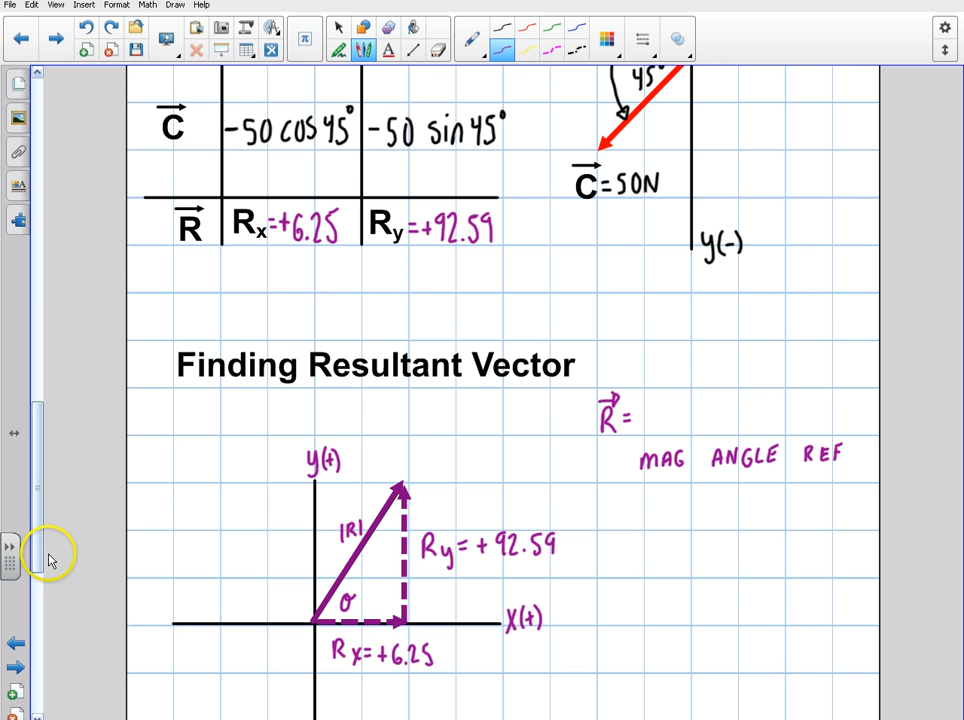 File Edit View Insert Format Math Draw Help
π
A
C -50 cos 45° -50 sin 45°
45°
C = 50N
R Rx=+6.25 Ry=+92.59
y(-)
Finding Resultant Vector
R =
MAG ANGLE REF
y(+)
|R|
Ry = +92.59
θ
x(+)
Rx=+6.25